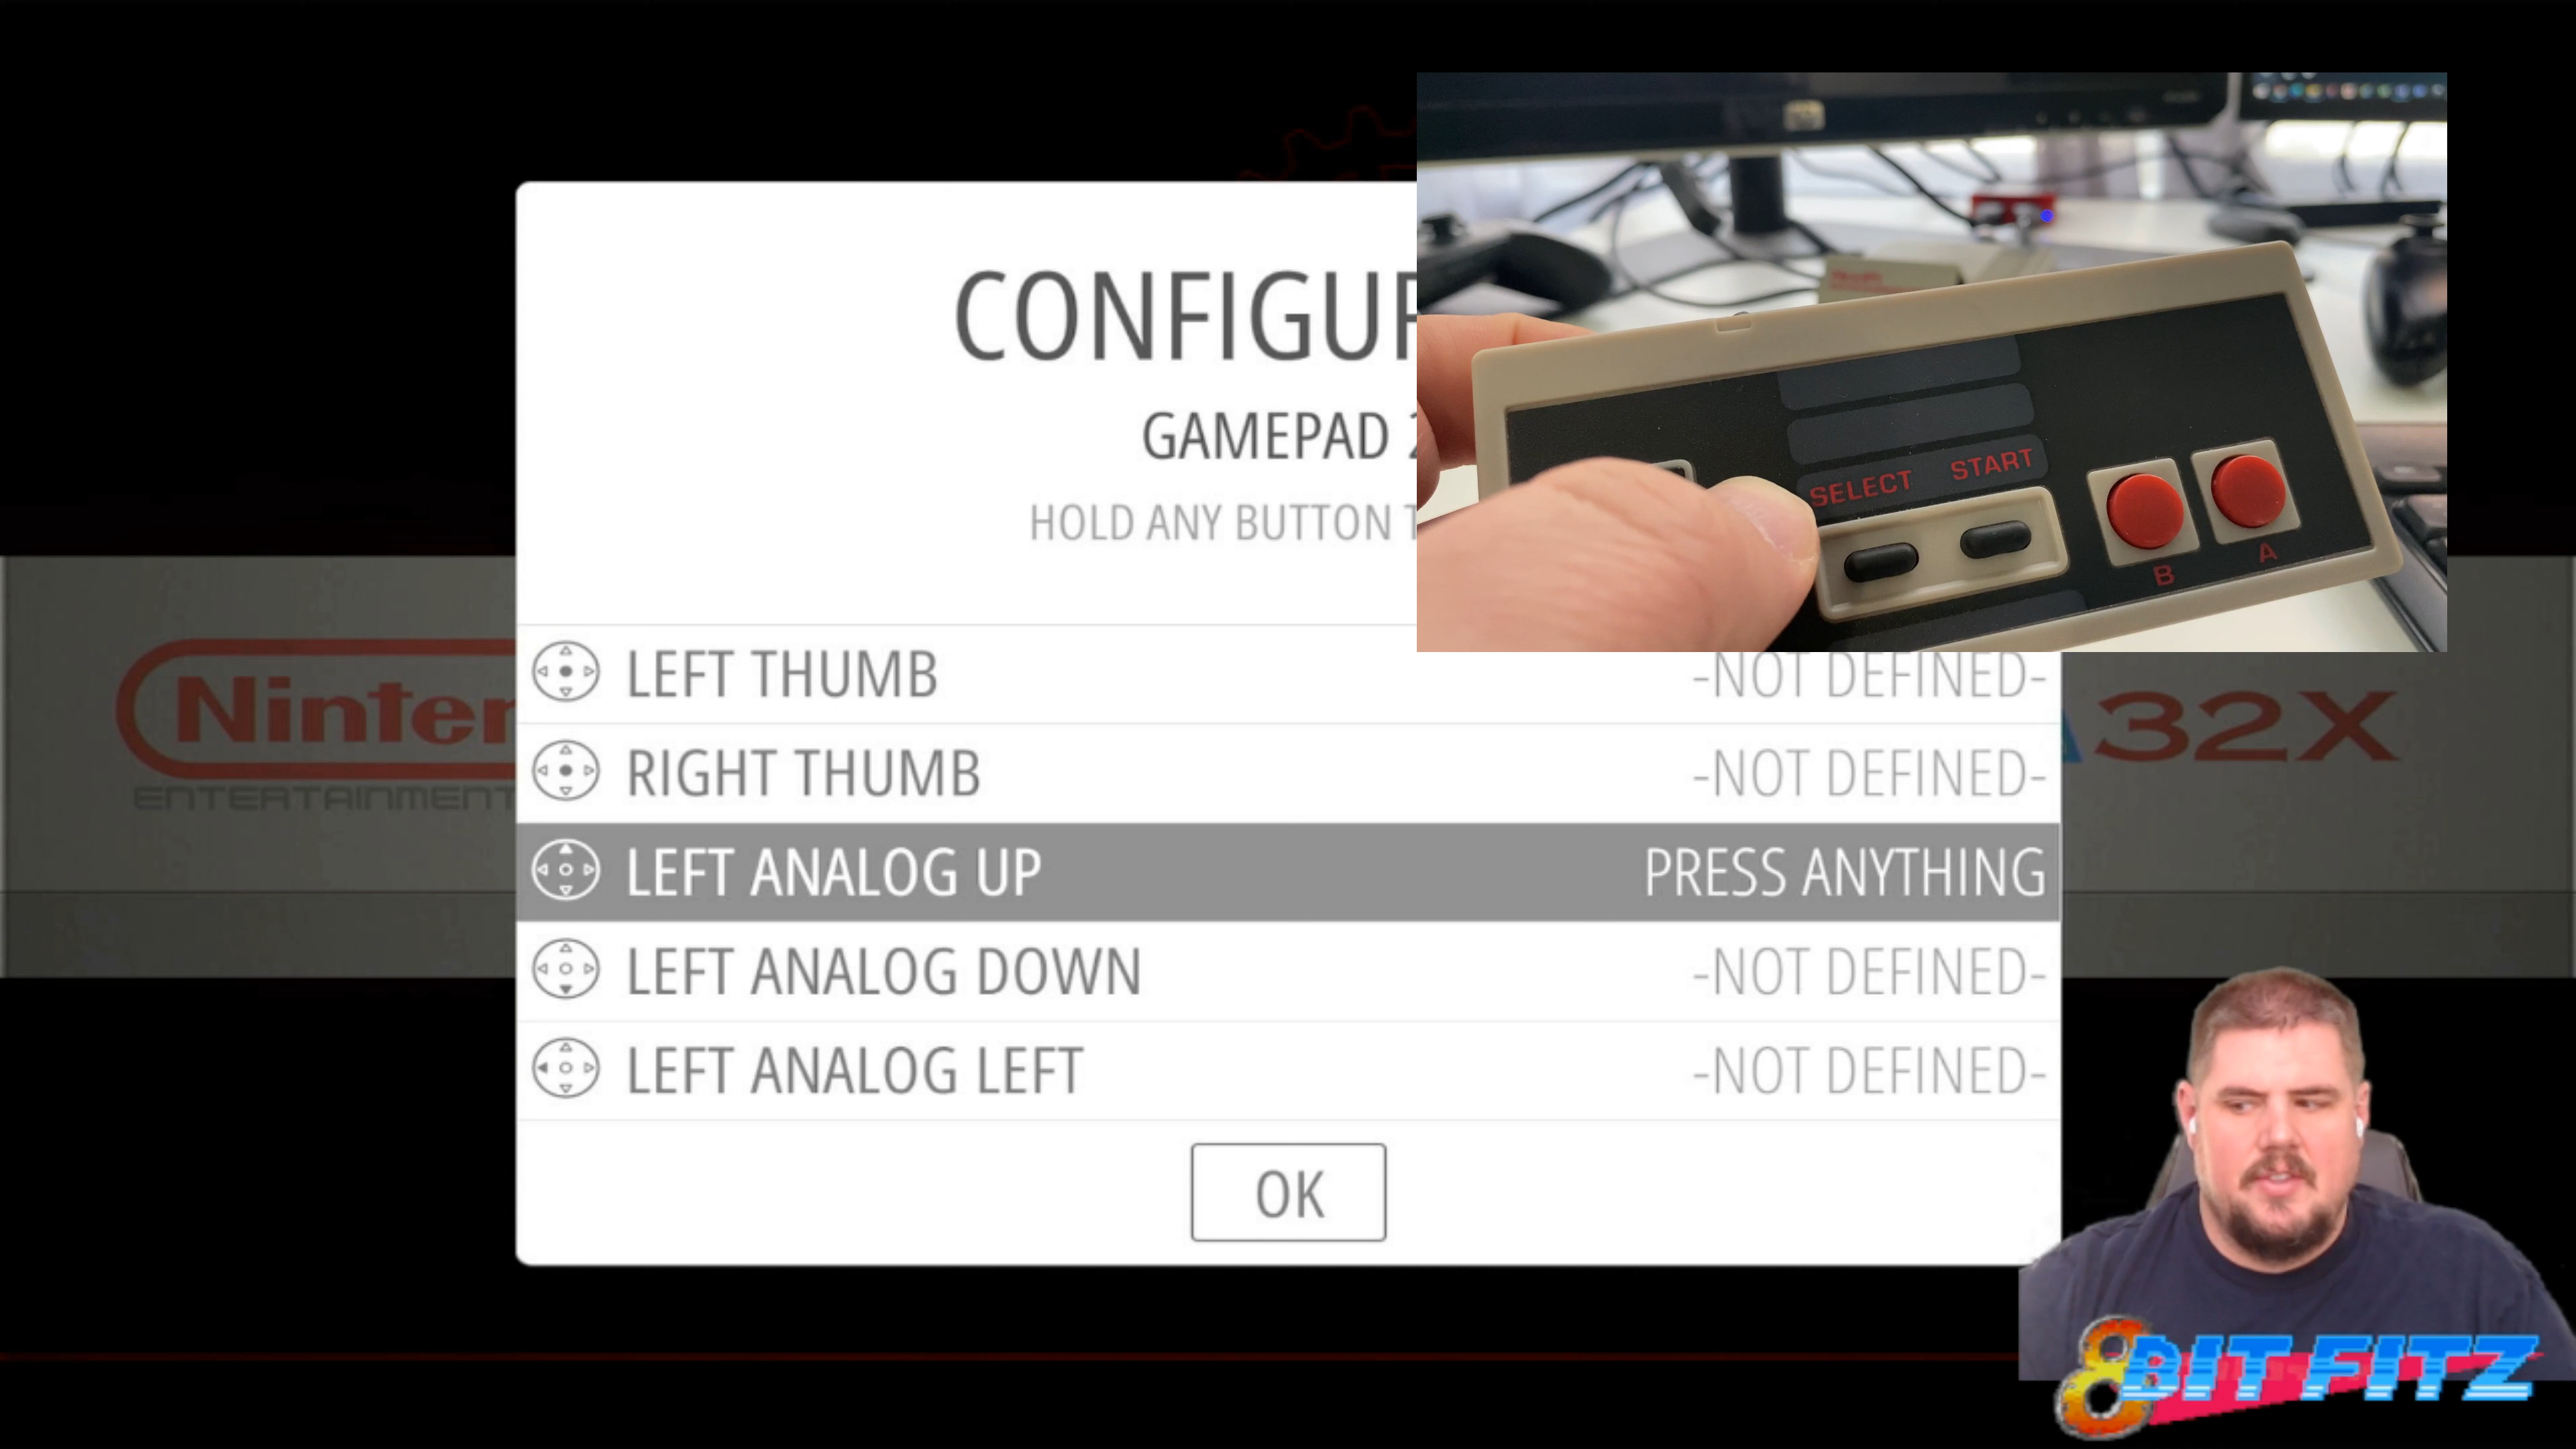 CONFIGUR
GAMEPAD 2
HOLD ANY BUTTON T
SELECT START
B A
LEFT THUMB -NOT DEFINED-
RIGHT THUMB -NOT DEFINED-
LEFT ANALOG UP PRESS ANYTHING
LEFT ANALOG DOWN -NOT DEFINED-
LEFT ANALOG LEFT -NOT DEFINED-
OK
Ninten
ENTERTAINMENT
32X
8BIT FITZ